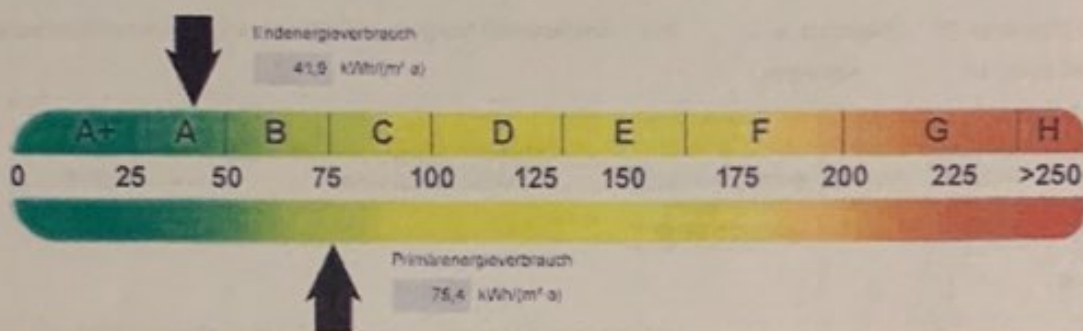 Endenergieverbrauch
41,9 kWh/(m²·a)
A+ A B C D E F G H
0 25 50 75 100 125 150 175 200 225 >250
Primärenergieverbrauch
75,4 kWh/(m²·a)